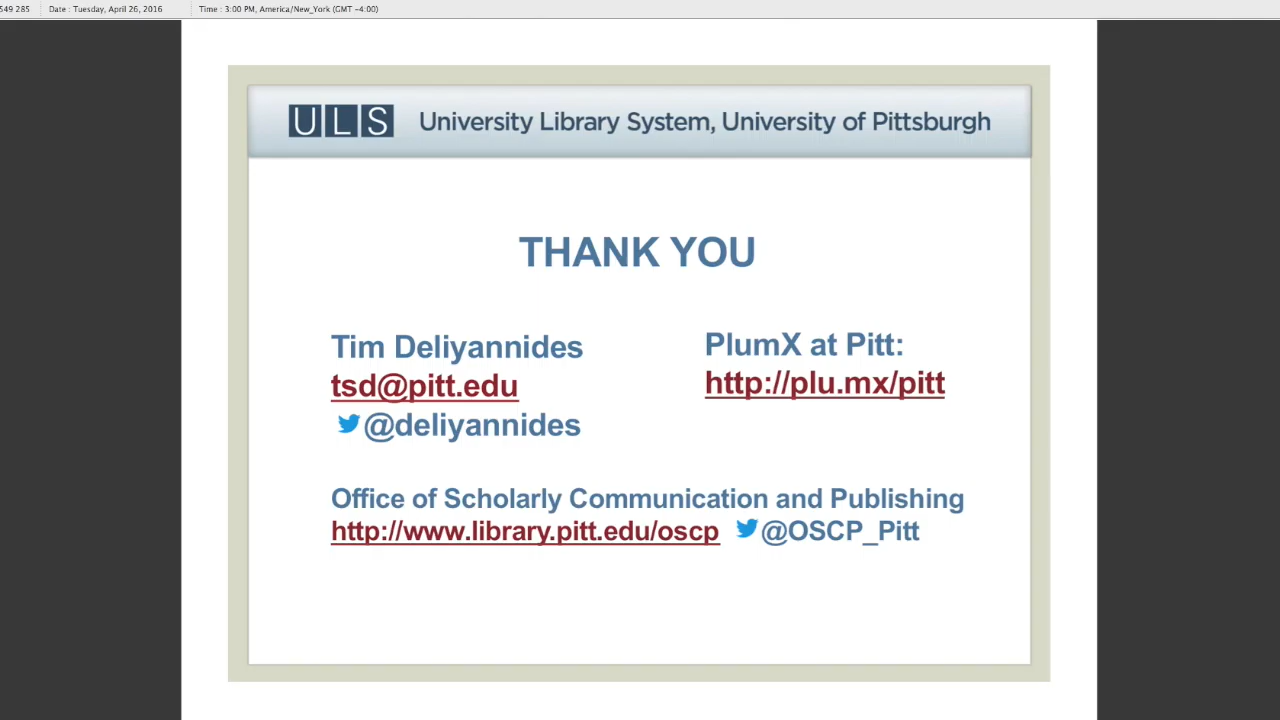 549 285 Date : Tuesday, April 26, 2016 Time : 3:00 PM, America/New_York (GMT -4:00)
ULS University Library System, University of Pittsburgh
THANK YOU
Tim Deliyannides
tsd@pitt.edu
@deliyannides
PlumX at Pitt:
http://plu.mx/pitt
Office of Scholarly Communication and Publishing
http://www.library.pitt.edu/oscp @OSCP_Pitt